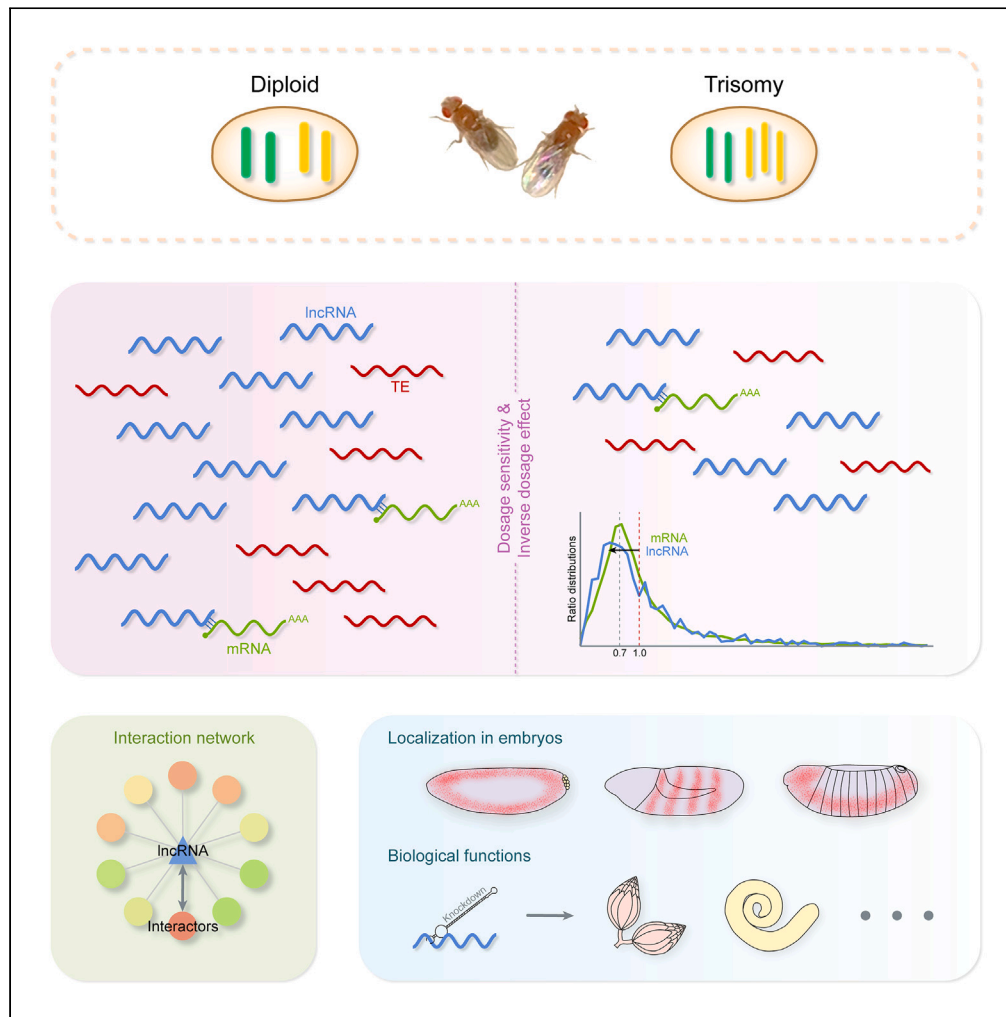 Diploid
Trisomy
lncRNA
TE
AAA
mRNA
AAA
Dosage sensitivity &
Inverse dosage effect
AAA
Ratio distributions
mRNA
lncRNA
0.7
1.0
Interaction network
lncRNA
Interactors
Localization in embryos
Biological functions
Knockdown